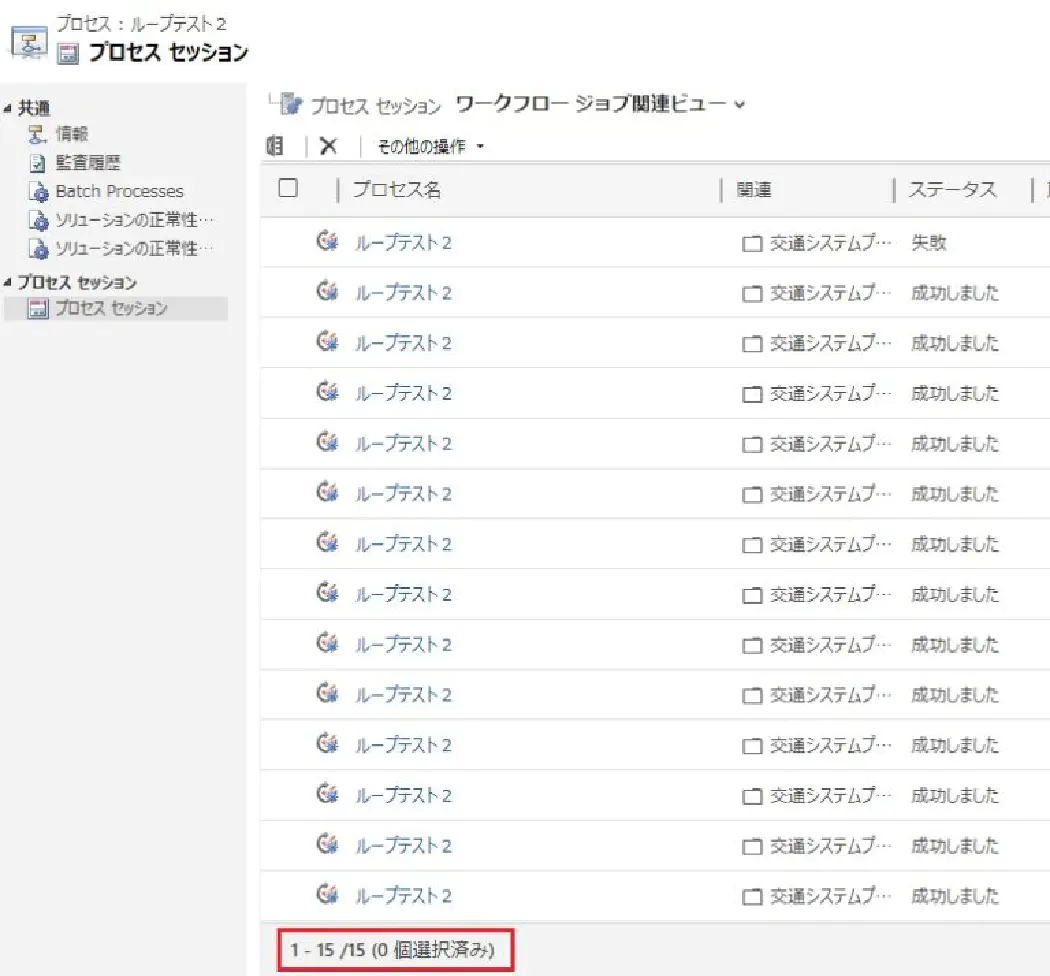 プロセス : ループテスト2
プロセス セッション
共通
情報
監査履歴
Batch Processes
ソリューションの正常性…
ソリューションの正常性…
プロセス セッション
プロセス セッション
プロセス セッション ワークフロー ジョブ関連ビュー
その他の操作
プロセス名 関連 ステータス
ループテスト2 交通システムプ… 失敗
ループテスト2 交通システムプ… 成功しました
ループテスト2 交通システムプ… 成功しました
ループテスト2 交通システムプ… 成功しました
ループテスト2 交通システムプ… 成功しました
ループテスト2 交通システムプ… 成功しました
ループテスト2 交通システムプ… 成功しました
ループテスト2 交通システムプ… 成功しました
ループテスト2 交通システムプ… 成功しました
ループテスト2 交通システムプ… 成功しました
ループテスト2 交通システムプ… 成功しました
ループテスト2 交通システムプ… 成功しました
ループテスト2 交通システムプ… 成功しました
ループテスト2 交通システムプ… 成功しました
1 - 15 /15 (0 個選択済み)